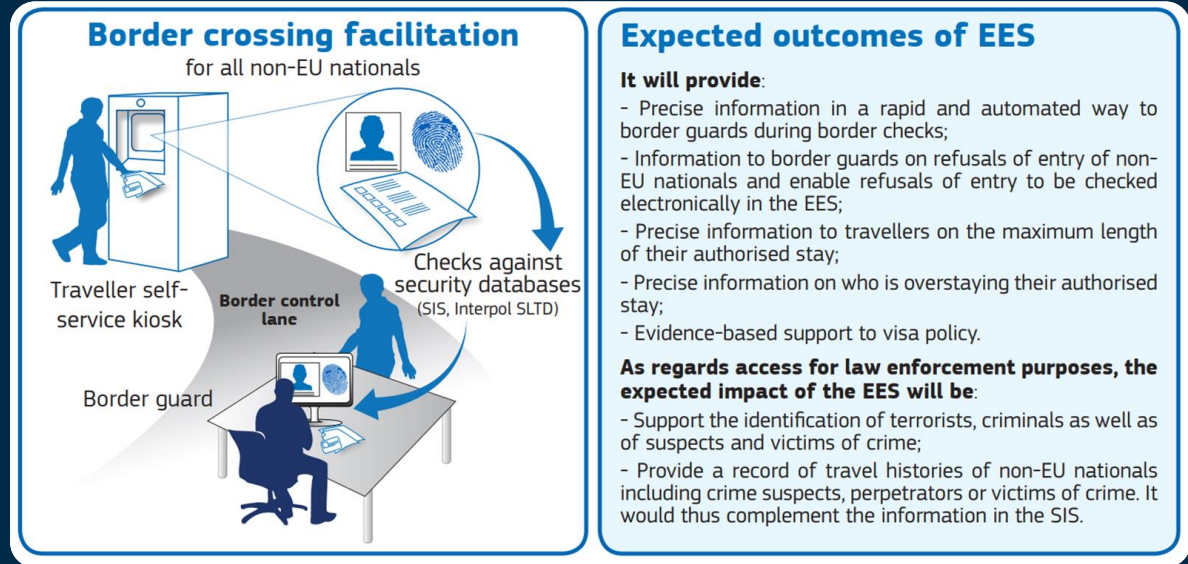 Border crossing facilitation
for all non-EU nationals
Traveller self-
service kiosk
Border control
lane
Checks against
security databases
(SIS, Interpol SLTD)
Border guard
Expected outcomes of EES
It will provide:
- Precise information in a rapid and automated way to
border guards during border checks;
- Information to border guards on refusals of entry of non-
EU nationals and enable refusals of entry to be checked
electronically in the EES;
- Precise information to travellers on the maximum length
of their authorised stay;
- Precise information on who is overstaying their authorised
stay;
- Evidence-based support to visa policy.
As regards access for law enforcement purposes, the
expected impact of the EES will be:
- Support the identification of terrorists, criminals as well as
of suspects and victims of crime;
- Provide a record of travel histories of non-EU nationals
including crime suspects, perpetrators or victims of crime. It
would thus complement the information in the SIS.